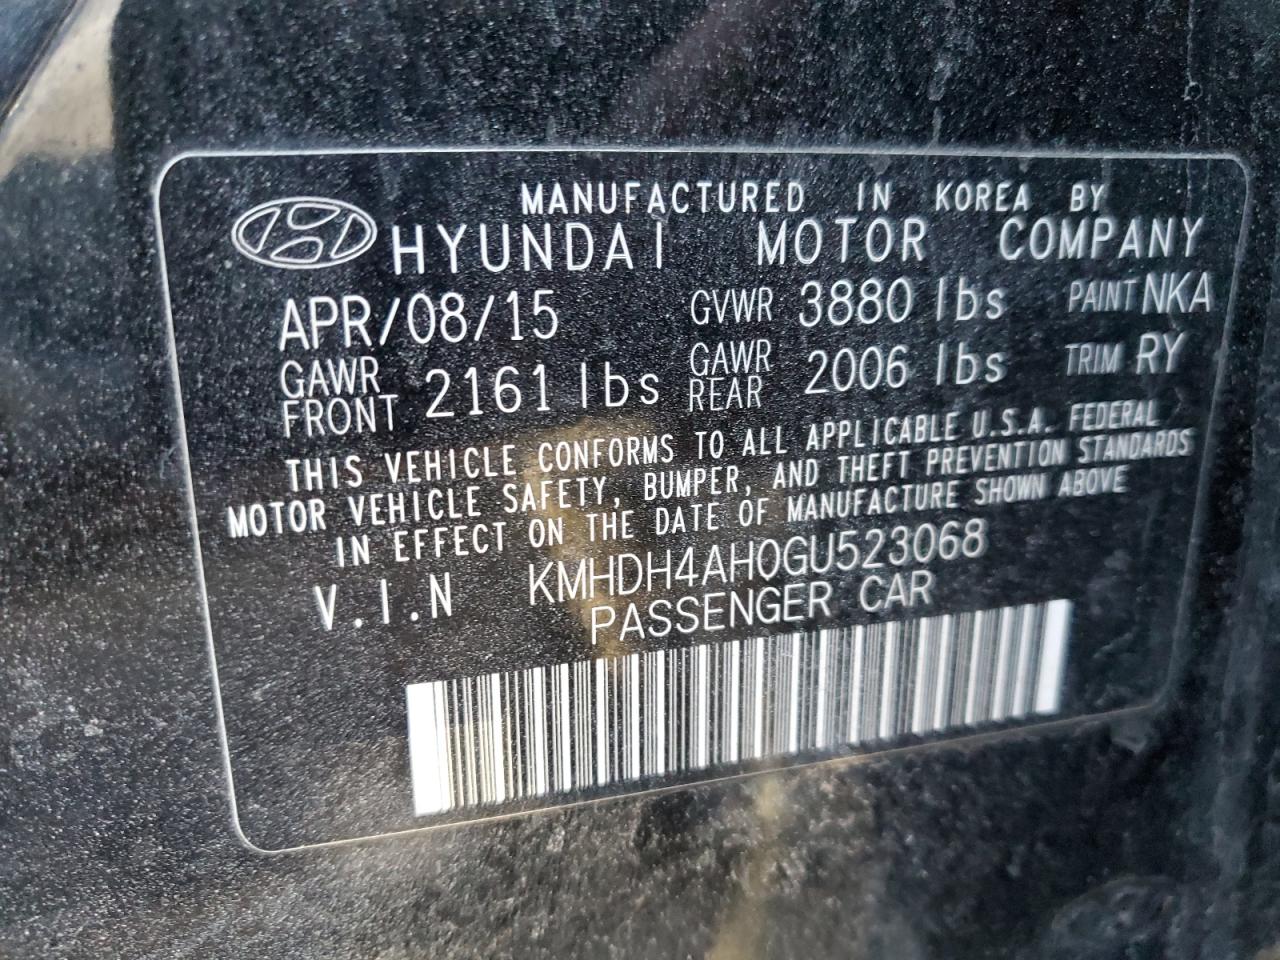 MANUFACTURED IN KOREA BY
HYUNDAI MOTOR COMPANY
APR/08/15 GVWR 3880 lbs PAINT NKA
GAWR FRONT 2161 lbs GAWR REAR 2006 lbs TRIM RY
THIS VEHICLE CONFORMS TO ALL APPLICABLE U.S.A. FEDERAL
MOTOR VEHICLE SAFETY, BUMPER, AND THEFT PREVENTION STANDARDS
IN EFFECT ON THE DATE OF MANUFACTURE SHOWN ABOVE
V.I.N KMHDH4AH0GU523068
PASSENGER CAR